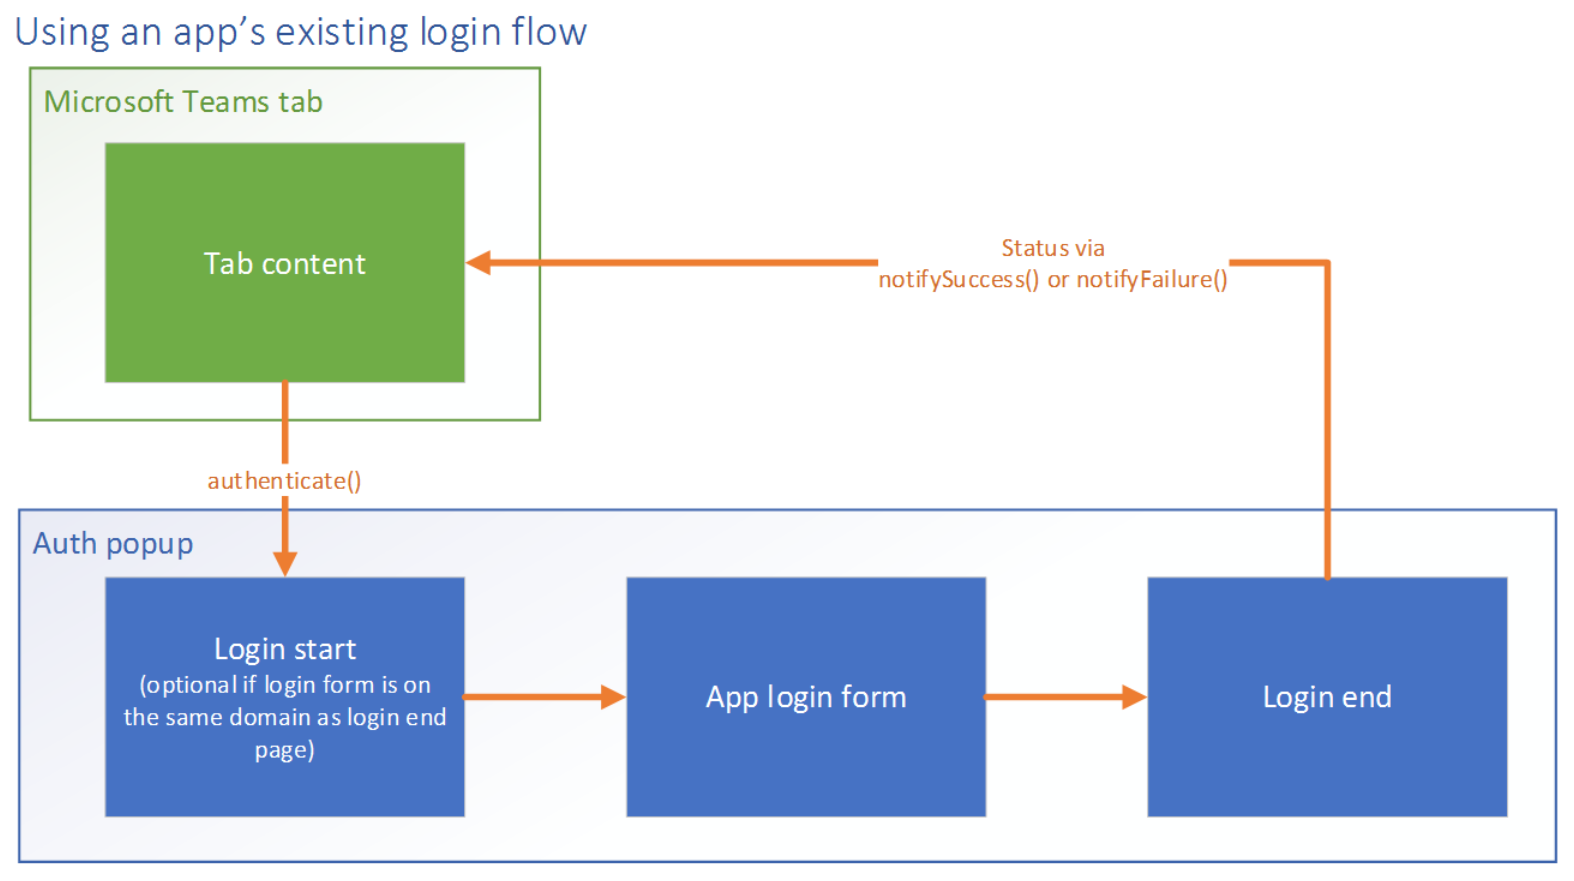 Using an app’s existing login flow
Microsoft Teams tab
Tab content
Status via
notifySuccess() or notifyFailure()
authenticate()
Auth popup
Login start
(optional if login form is on
the same domain as login end
page)
App login form
Login end